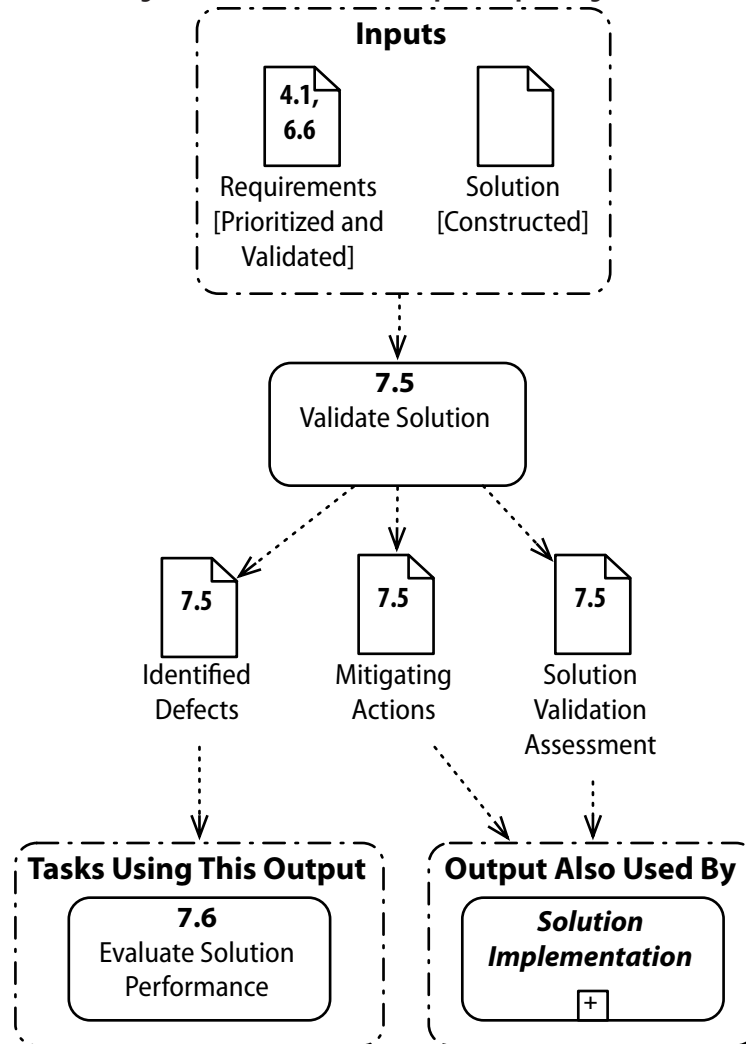 Inputs
4.1,
6.6
Requirements
[Prioritized and
Validated]
Solution
[Constructed]
7.5
Validate Solution
7.5
Identified
Defects
7.5
Mitigating
Actions
7.5
Solution
Validation
Assessment
Tasks Using This Output
7.6
Evaluate Solution
Performance
Output Also Used By
Solution
Implementation
+